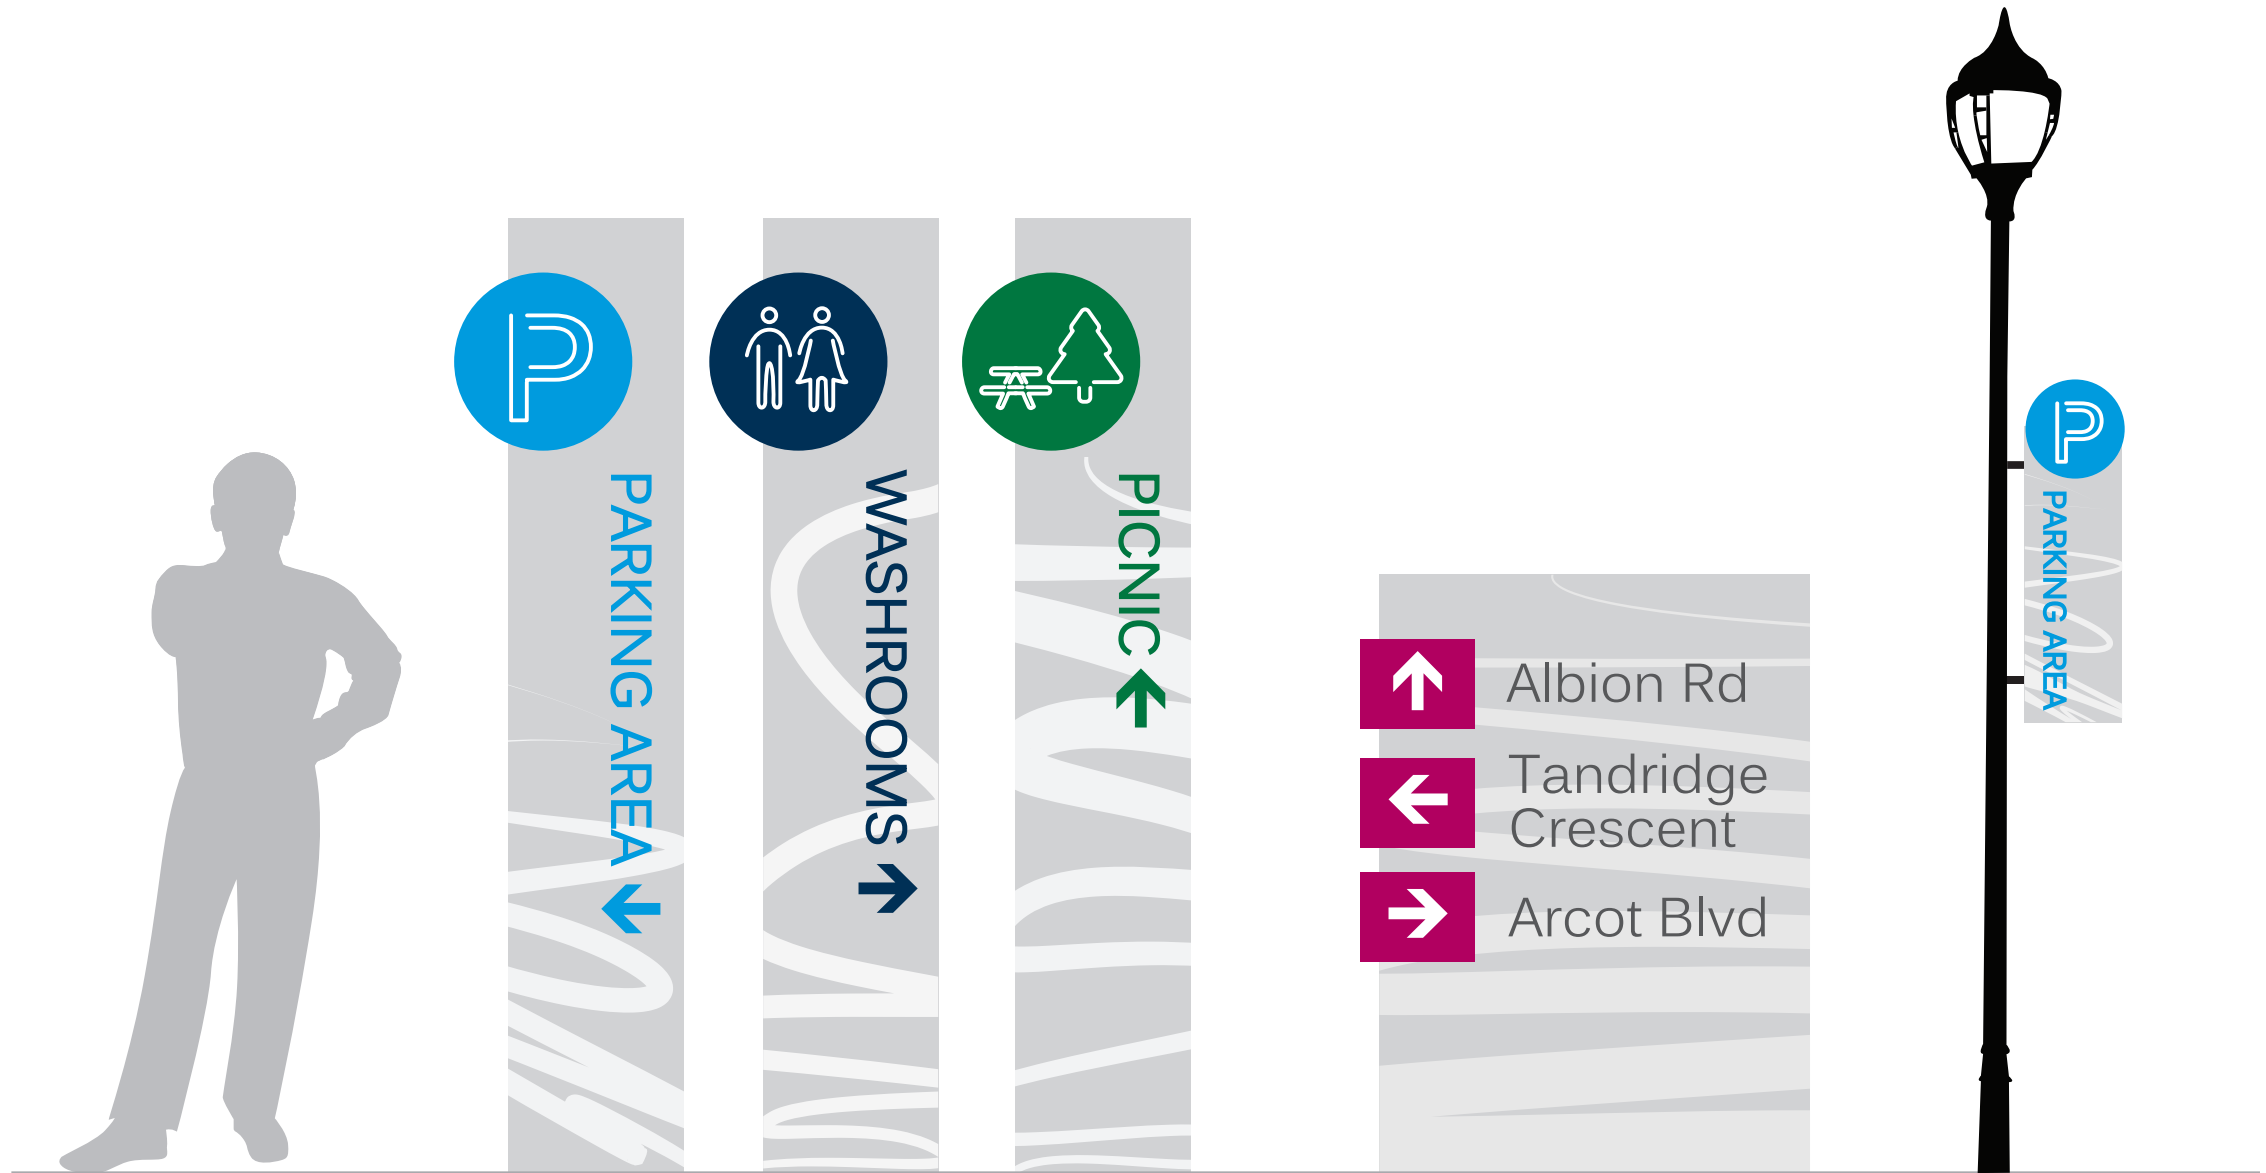 P
PARKING AREA
WASHROOMS
PICNIC
Albion Rd
Tandridge
Crescent
Arcot Blvd
P
PARKING AREA